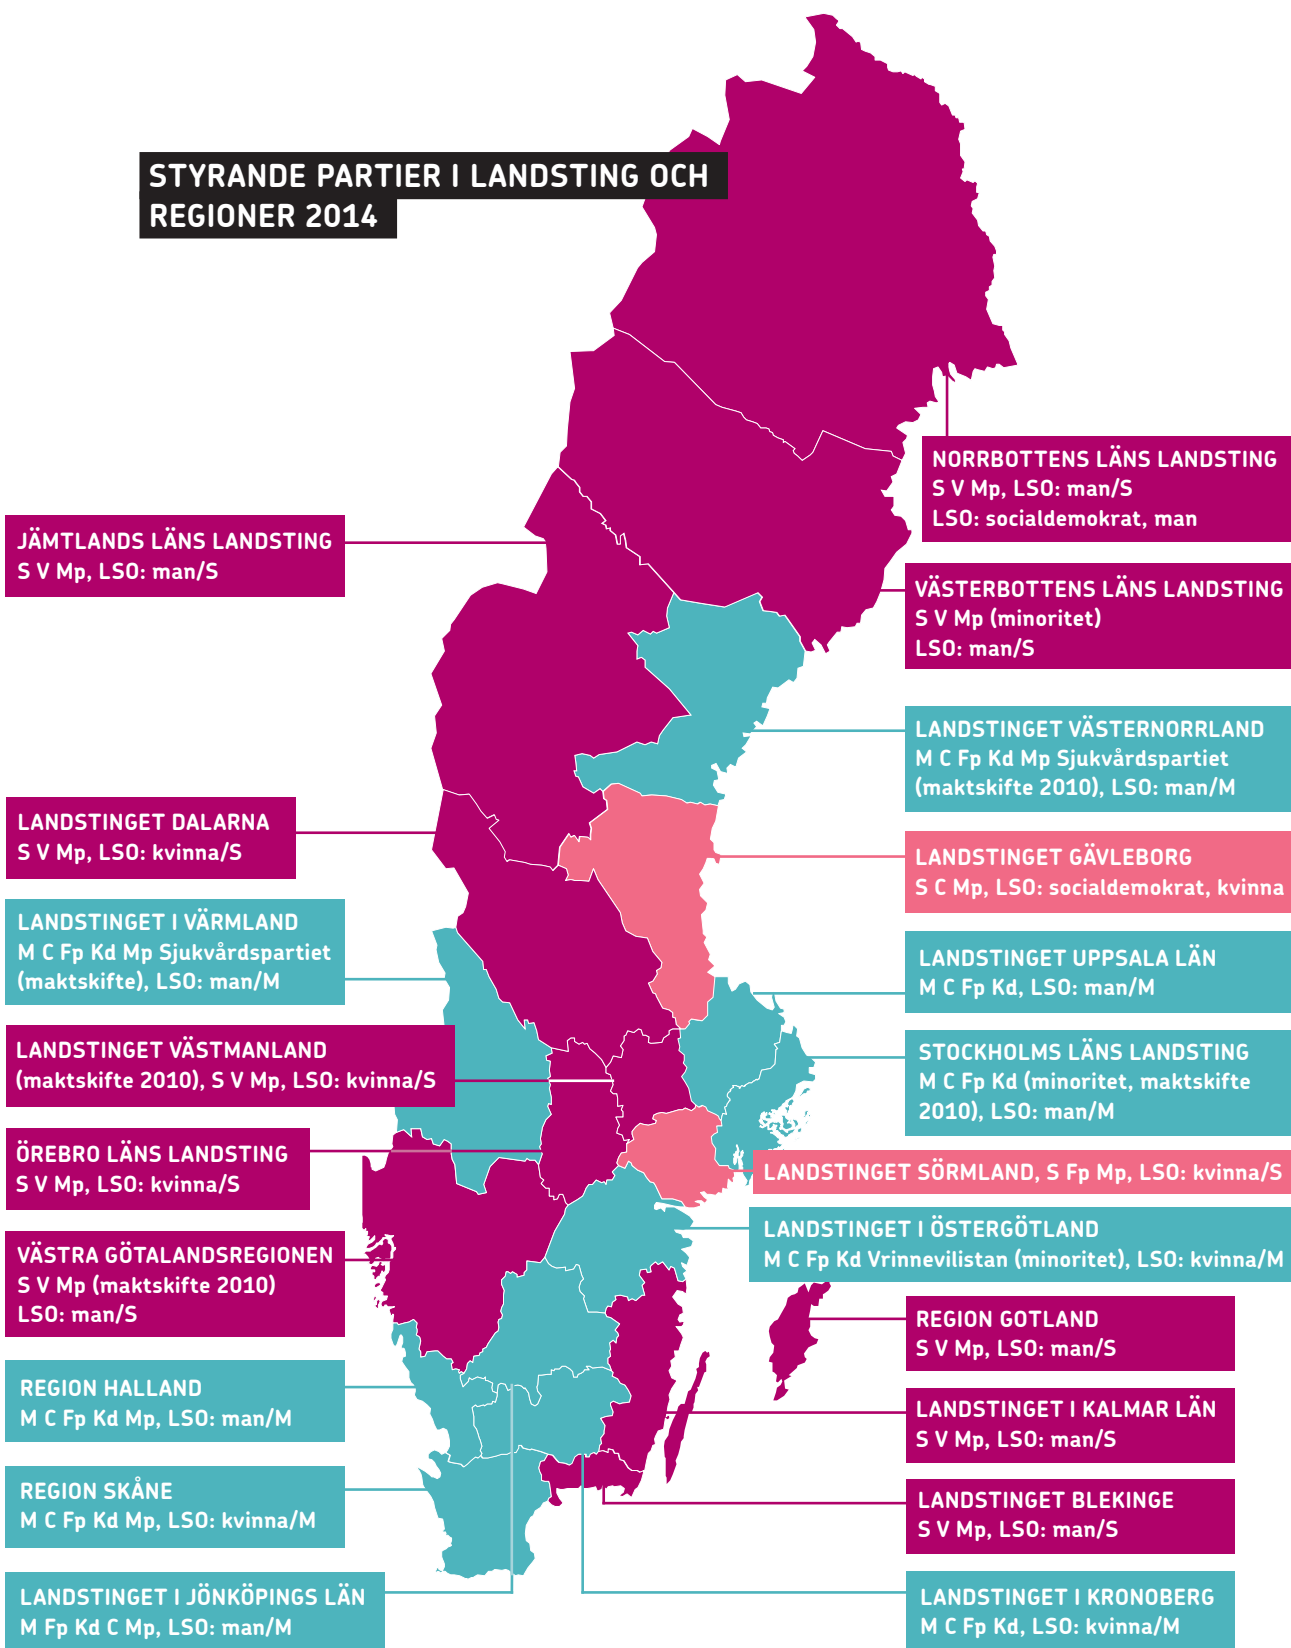 STYRANDE PARTIER I LANDSTING OCH
REGIONER 2014
NORRBOTTENS LÄNS LANDSTING
S V Mp, LSO: man/S
LSO: socialdemokrat, man
JÄMTLANDS LÄNS LANDSTING
S V Mp, LSO: man/S
VÄSTERBOTTENS LÄNS LANDSTING
S V Mp (minoritet)
LSO: man/S
LANDSTINGET VÄSTERNORRLAND
M C Fp Kd Mp Sjukvårdspartiet
(maktskifte 2010), LSO: man/M
LANDSTINGET DALARNA
S V Mp, LSO: kvinna/S
LANDSTINGET GÄVLEBORG
S C Mp, LSO: socialdemokrat, kvinna
LANDSTINGET I VÄRMLAND
M C Fp Kd Mp Sjukvårdspartiet
(maktskifte), LSO: man/M
LANDSTINGET UPPSALA LÄN
M C Fp Kd, LSO: man/M
LANDSTINGET VÄSTMANLAND
(maktskifte 2010), S V Mp, LSO: kvinna/S
STOCKHOLMS LÄNS LANDSTING
M C Fp Kd (minoritet, maktskifte
2010), LSO: man/M
ÖREBRO LÄNS LANDSTING
S V Mp, LSO: kvinna/S
LANDSTINGET SÖRMLAND, S Fp Mp, LSO: kvinna/S
LANDSTINGET I ÖSTERGÖTLAND
M C Fp Kd Vrinnevilistan (minoritet), LSO: kvinna/M
VÄSTRA GÖTALANDSREGIONEN
S V Mp (maktskifte 2010)
LSO: man/S
REGION GOTLAND
S V Mp, LSO: man/S
REGION HALLAND
M C Fp Kd Mp, LSO: man/M
LANDSTINGET I KALMAR LÄN
S V Mp, LSO: man/S
REGION SKÅNE
M C Fp Kd Mp, LSO: kvinna/M
LANDSTINGET BLEKINGE
S V Mp, LSO: man/S
LANDSTINGET I JÖNKÖPINGS LÄN
M Fp Kd C Mp, LSO: man/M
LANDSTINGET I KRONOBERG
M C Fp Kd, LSO: kvinna/M